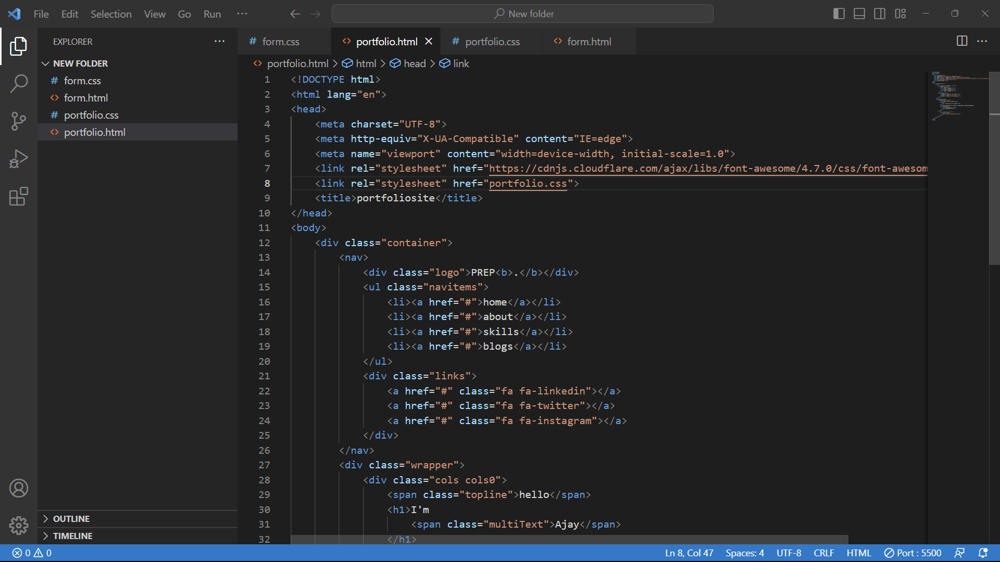 File Edit Selection View Go Run ··· New folder
EXPLORER ···
NEW FOLDER
# form.css
<> form.html
# portfolio.css
<> portfolio.html
OUTLINE
TIMELINE
# form.css <> portfolio.html # portfolio.css <> form.html ···
<> portfolio.html > html > head > link
1 <!DOCTYPE html>
2 <html lang="en">
3 <head>
4 <meta charset="UTF-8">
5 <meta http-equiv="X-UA-Compatible" content="IE=edge">
6 <meta name="viewport" content="width=device-width, initial-scale=1.0">
7 <link rel="stylesheet" href="https://cdnjs.cloudflare.com/ajax/libs/font-awesome/4.7.0/css/font-awesom
8 <link rel="stylesheet" href="portfolio.css">
9 <title>portfoliosite</title>
10 </head>
11 <body>
12 <div class="container">
13 <nav>
14 <div class="logo">PREP<b>.</b></div>
15 <ul class="navitems">
16 <li><a href="#">home</a></li>
17 <li><a href="#">about</a></li>
18 <li><a href="#">skills</a></li>
19 <li><a href="#">blogs</a></li>
20 </ul>
21 <div class="links">
22 <a href="#" class="fa fa-linkedin"></a>
23 <a href="#" class="fa fa-twitter"></a>
24 <a href="#" class="fa fa-instagram"></a>
25 </div>
26 </nav>
27 <div class="wrapper">
28 <div class="cols cols0">
29 <span class="topline">hello</span>
30 <h1>I'm
31 <span class="multiText">Ajay</span>
32 </h1>
0 0 Ln 8, Col 47 Spaces: 4 UTF-8 CRLF HTML Port : 5500